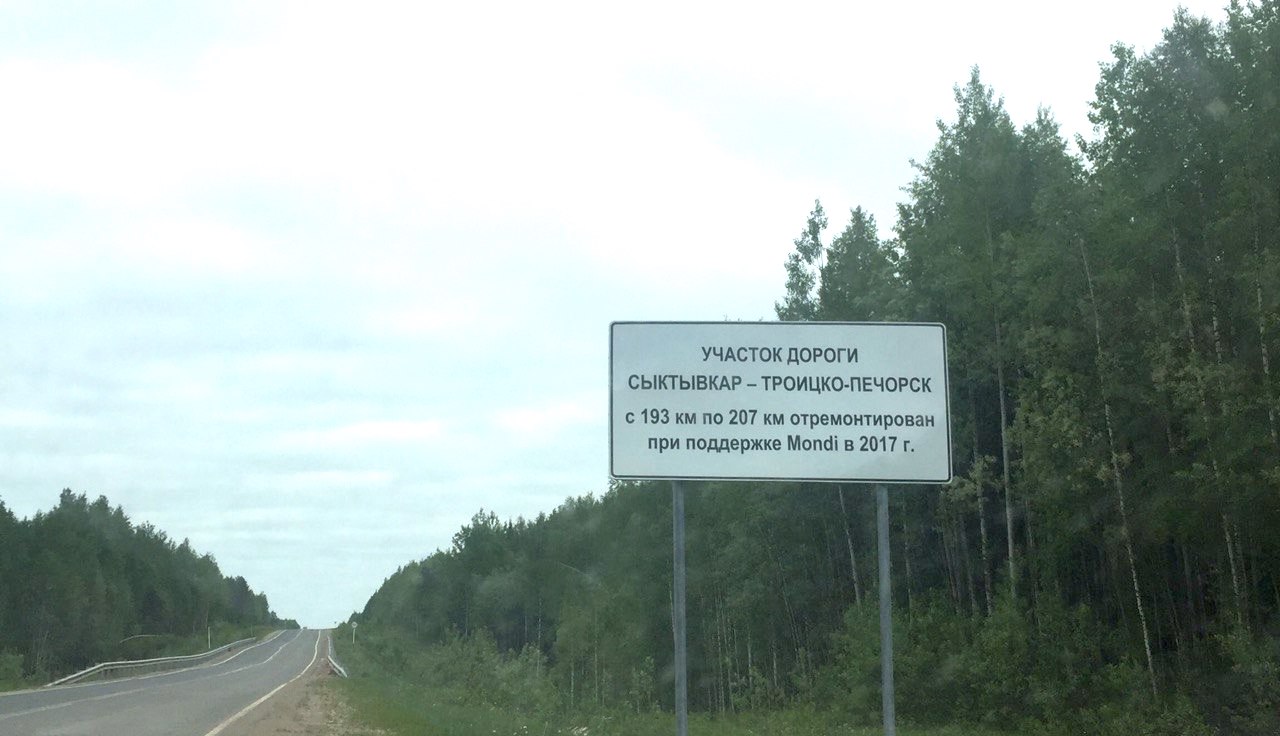 УЧАСТОК ДОРОГИ
СЫКТЫВКАР – ТРОИЦКО-ПЕЧОРСК
с 193 км по 207 км отремонтирован
при поддержке Mondi в 2017 г.